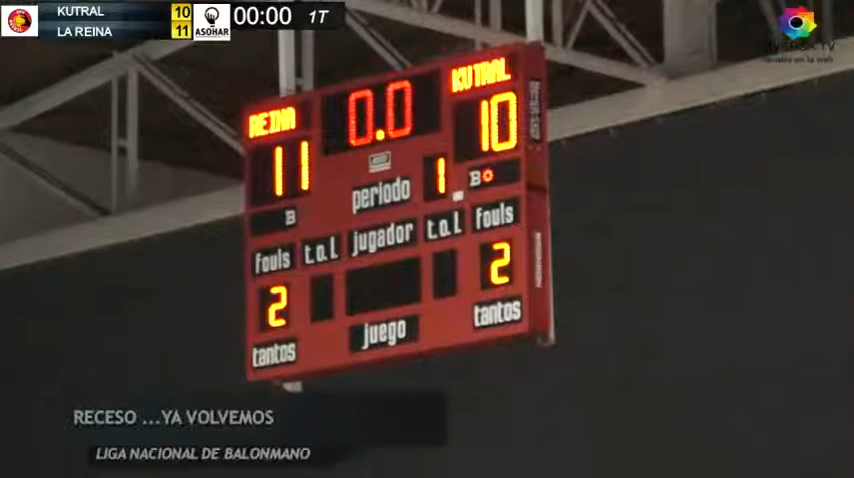 KUTRAL 10
LA REINA 11
ASOHAR
00:00 1T
REINA
0.0
KUTRAL
11
10
periodo
1
B
B
fouls
t.o.l
jugador
t.o.l
fouls
2
2
tantos
juego
tantos
RECESO ...YA VOLVEMOS
LIGA NACIONAL DE BALONMANO